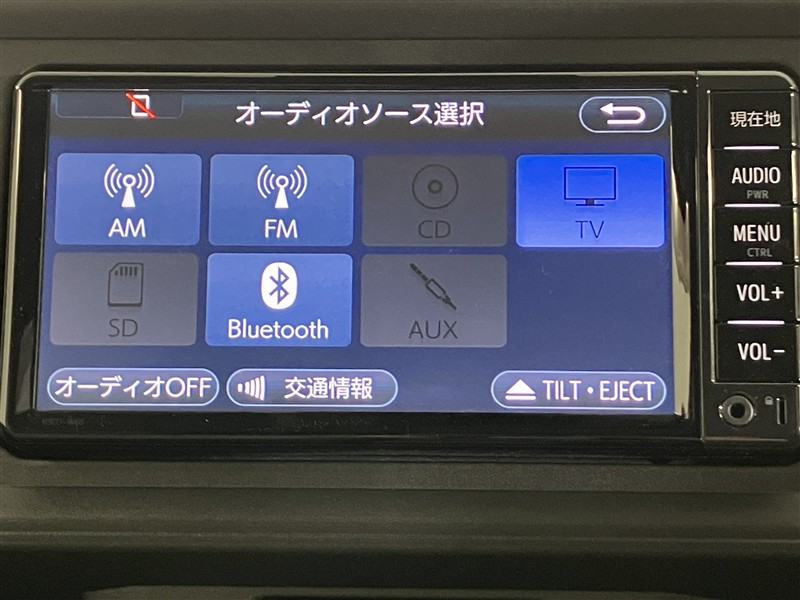 オーディオソース選択
現在地
AM
FM
CD
TV
AUDIO
PWR
MENU
CTRL
SD
Bluetooth
AUX
VOL+
VOL-
オーディオOFF
交通情報
TILT・EJECT